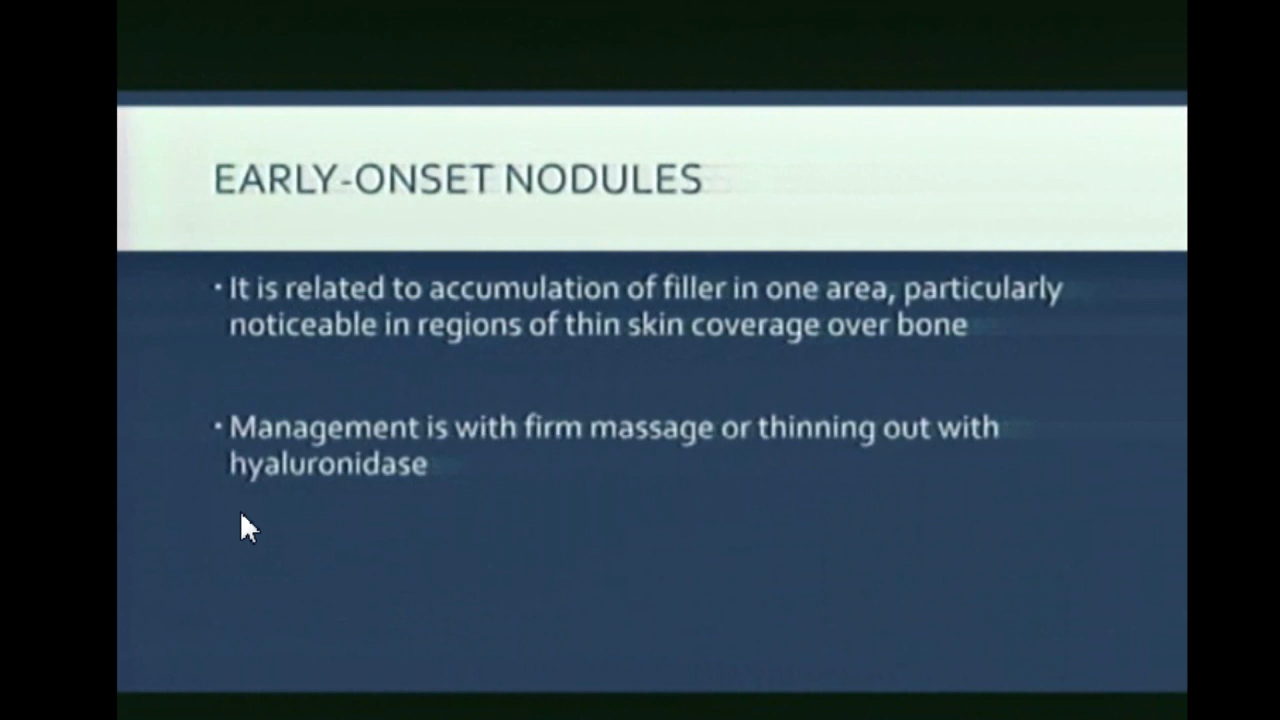 EARLY-ONSET NODULES
• It is related to accumulation of filler in one area, particularly
noticeable in regions of thin skin coverage over bone
• Management is with firm massage or thinning out with
hyaluronidase